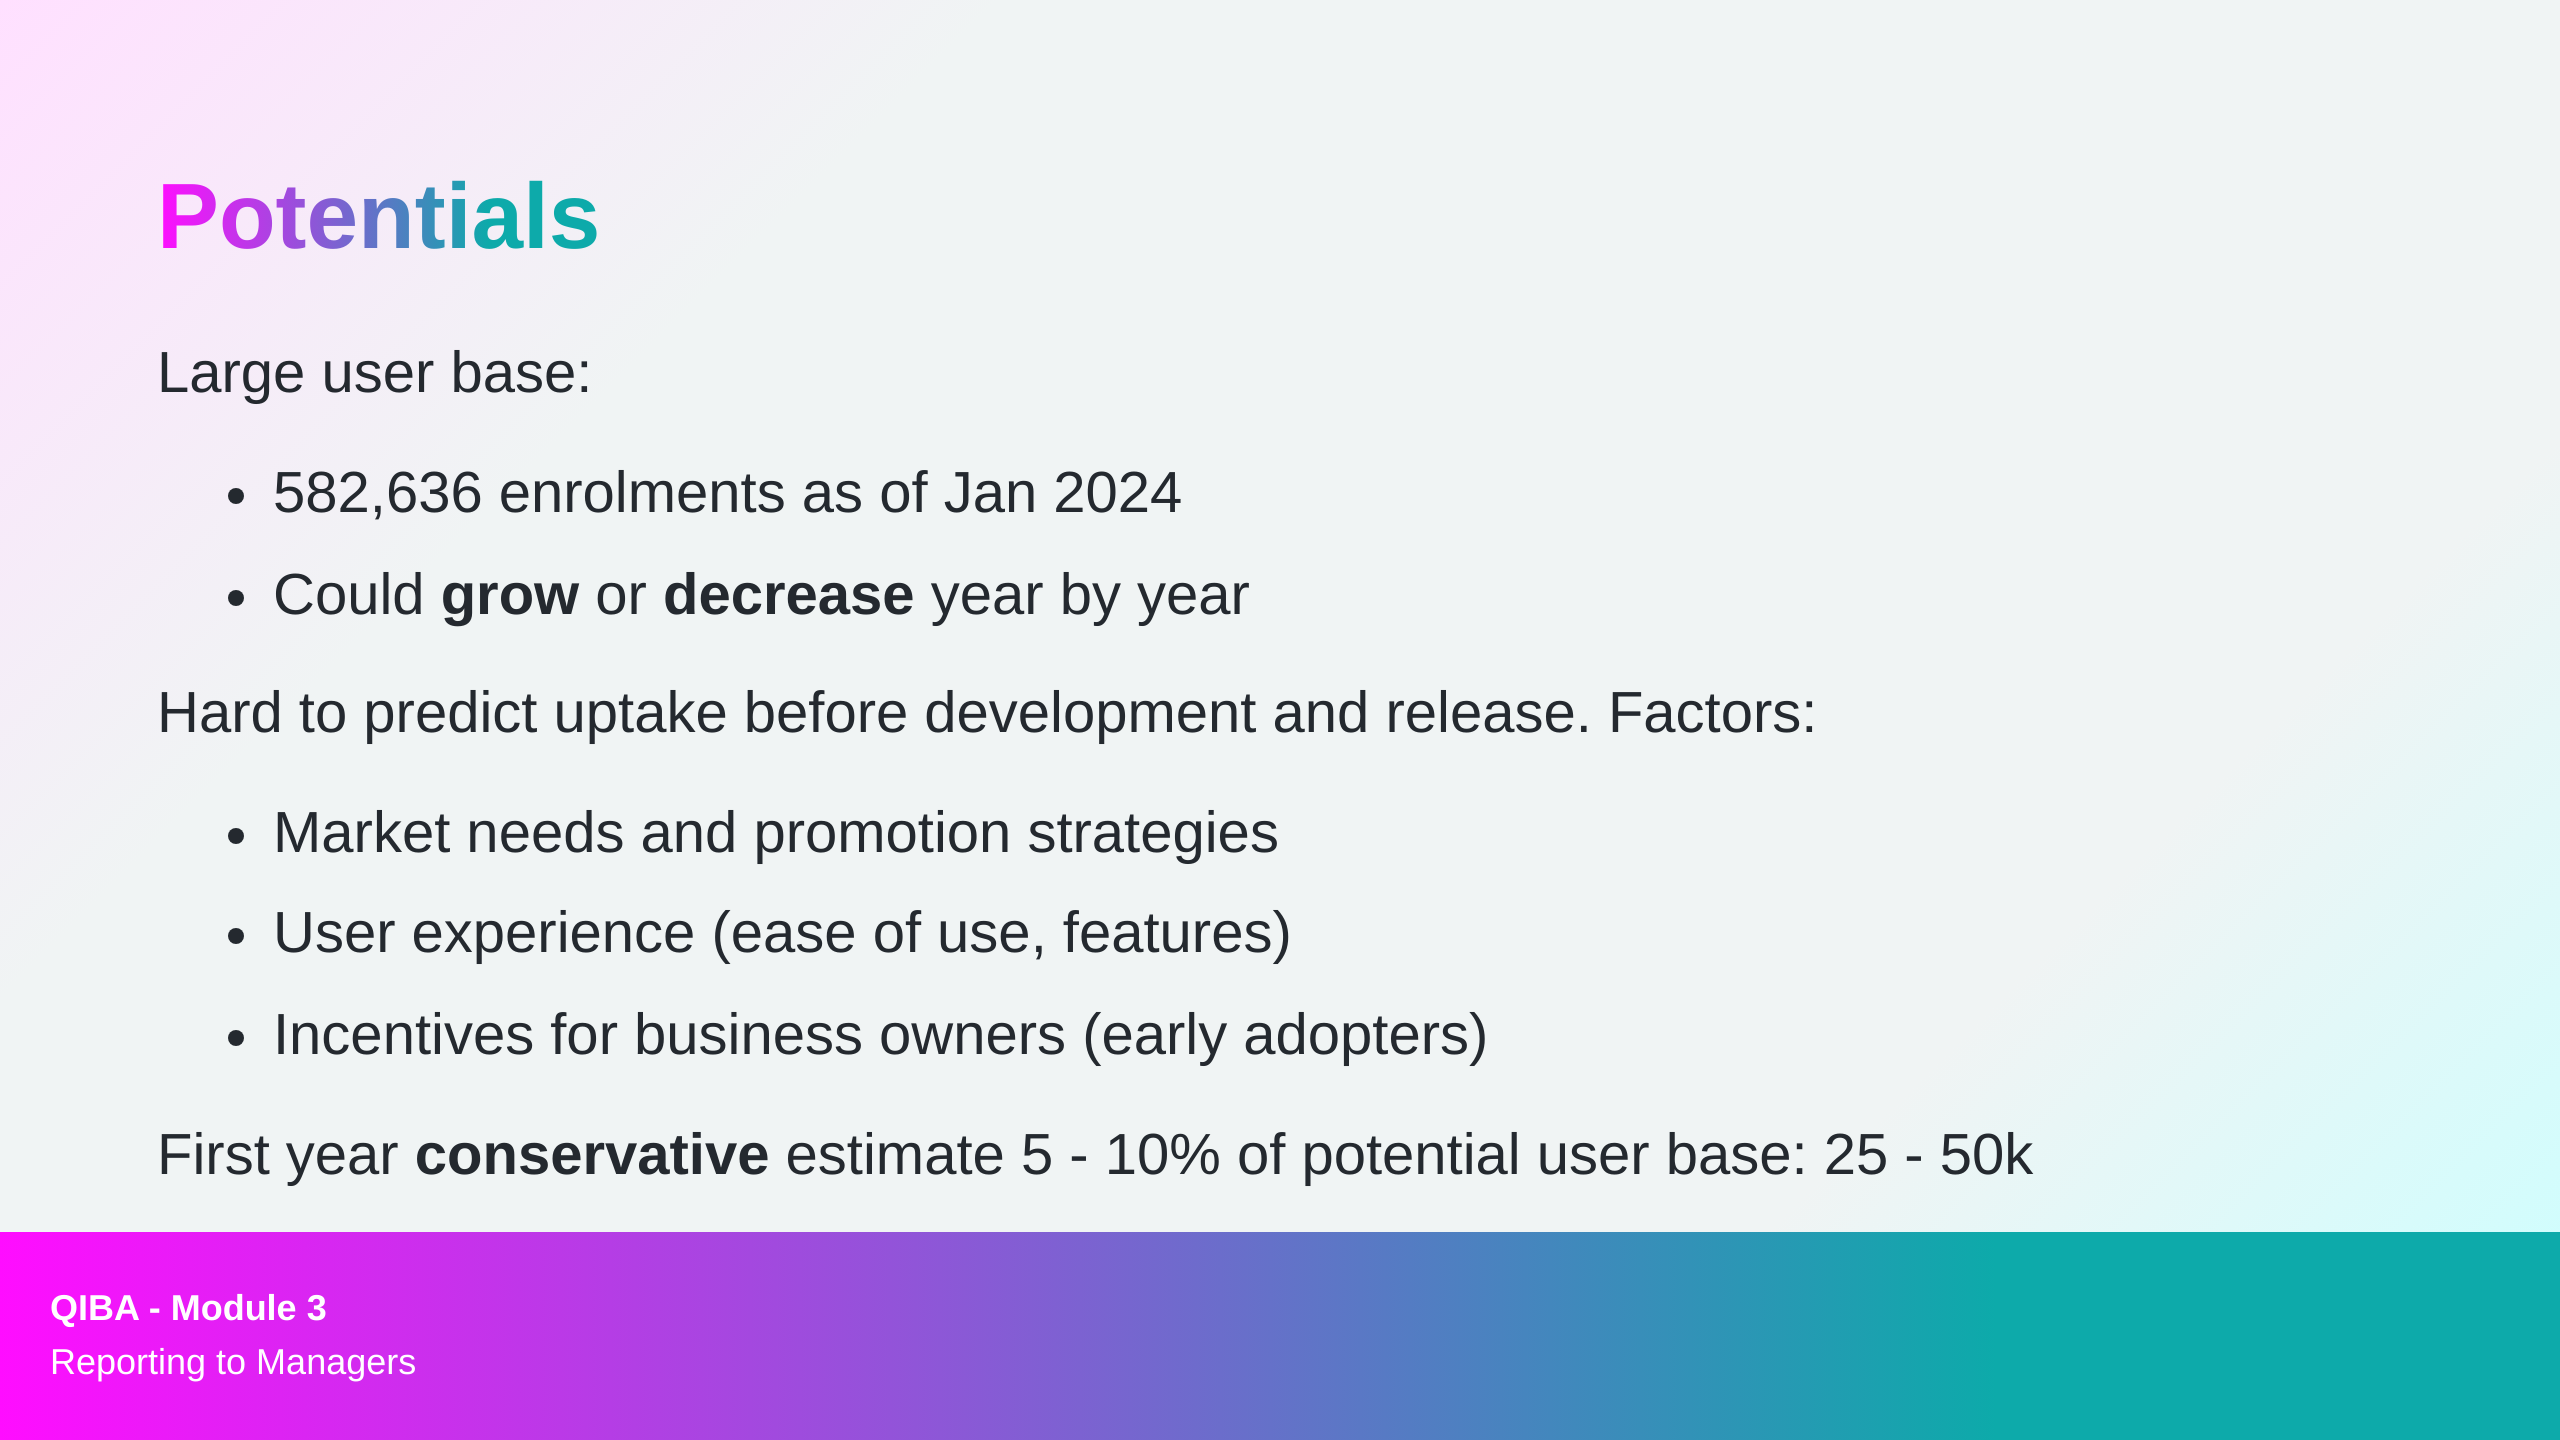 Potentials
Large user base:
• 582,636 enrolments as of Jan 2024
• Could grow or decrease year by year
Hard to predict uptake before development and release. Factors:
• Market needs and promotion strategies
• User experience (ease of use, features)
• Incentives for business owners (early adopters)
First year conservative estimate 5 - 10% of potential user base: 25 - 50k
QIBA - Module 3
Reporting to Managers